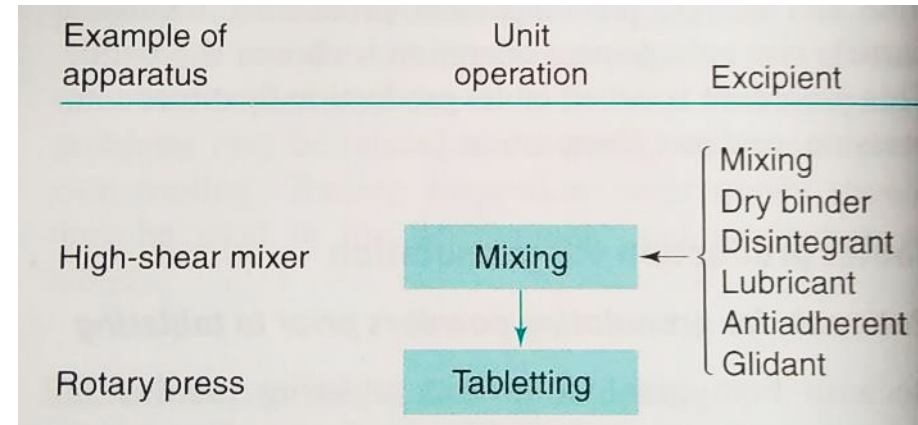 Example of
apparatus
Unit
operation
Excipient
High-shear mixer
Mixing
Mixing
Dry binder
Disintegrant
Lubricant
Antiadherent
Glidant
Rotary press
Tabletting